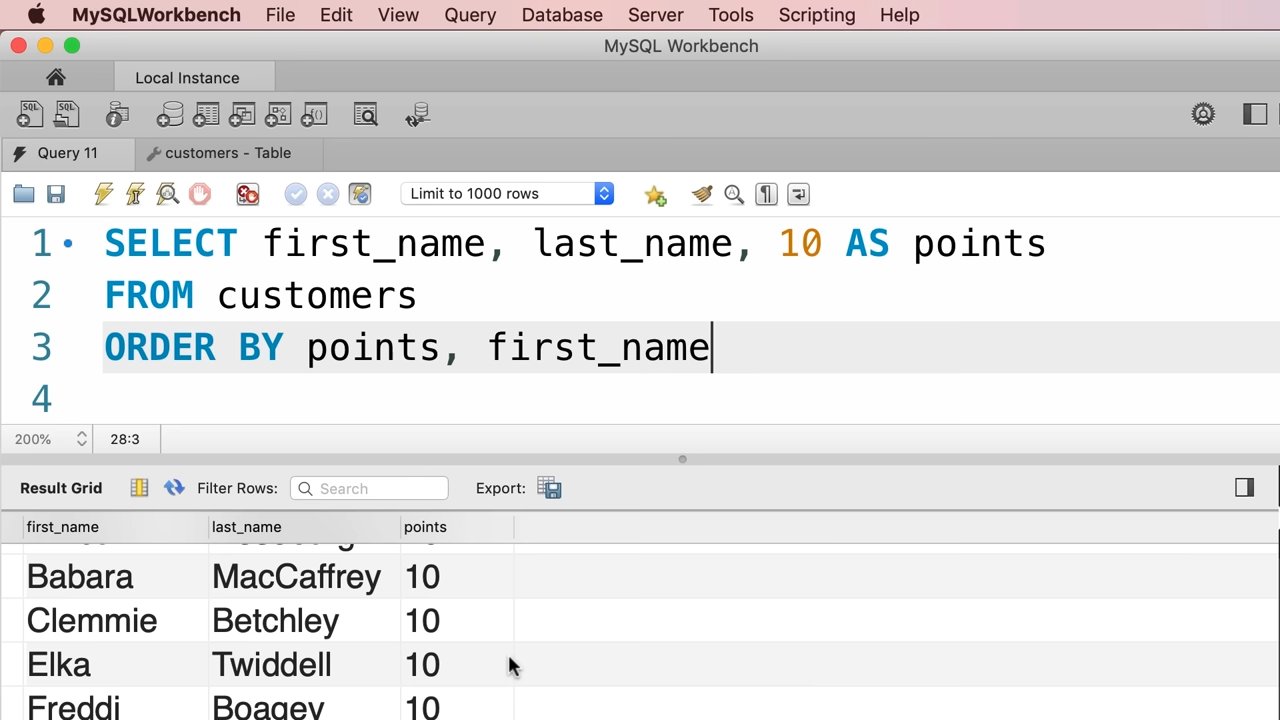 MySQLWorkbench File Edit View Query Database Server Tools Scripting Help
MySQL Workbench
Local Instance
SQL SQL
Query 11 customers - Table
Limit to 1000 rows
1 SELECT first_name, last_name, 10 AS points
2 FROM customers
3 ORDER BY points, first_name
4
200% 28:3
Result Grid Filter Rows: Search Export:
first_name last_name points
Babara MacCaffrey 10
Clemmie Betchley 10
Elka Twiddell 10
Freddi Boagey 10